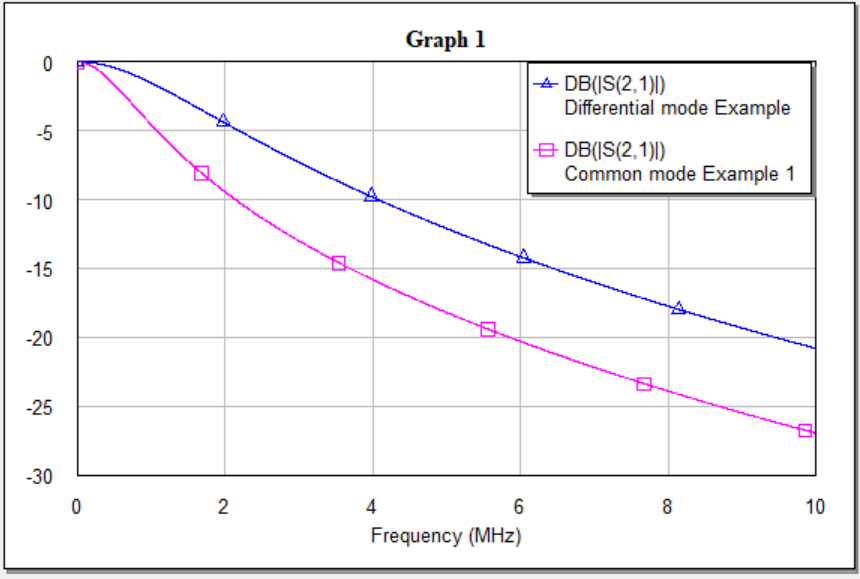 Graph 1
0
-5
-10
-15
-20
-25
-30
DB(|S(2,1)|)
Differential mode Example
DB(|S(2,1)|)
Common mode Example 1
0 2 4 6 8 10
Frequency (MHz)